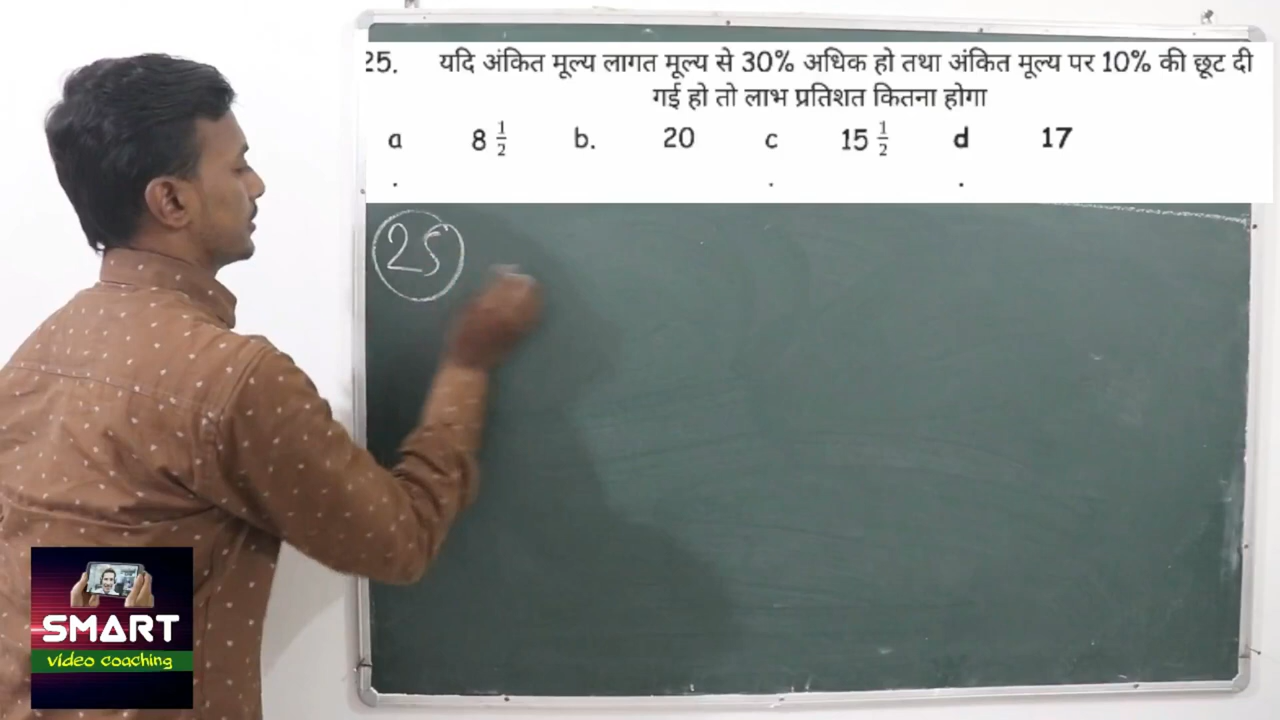 25. यदि अंकित मूल्य लागत मूल्य से 30% अधिक हो तथा अंकित मूल्य पर 10% की छूट दी
गई हो तो लाभ प्रतिशत कितना होगा
a. 8 1/2 b. 20 c. 15 1/2 d. 17
25
SMART
video coaching